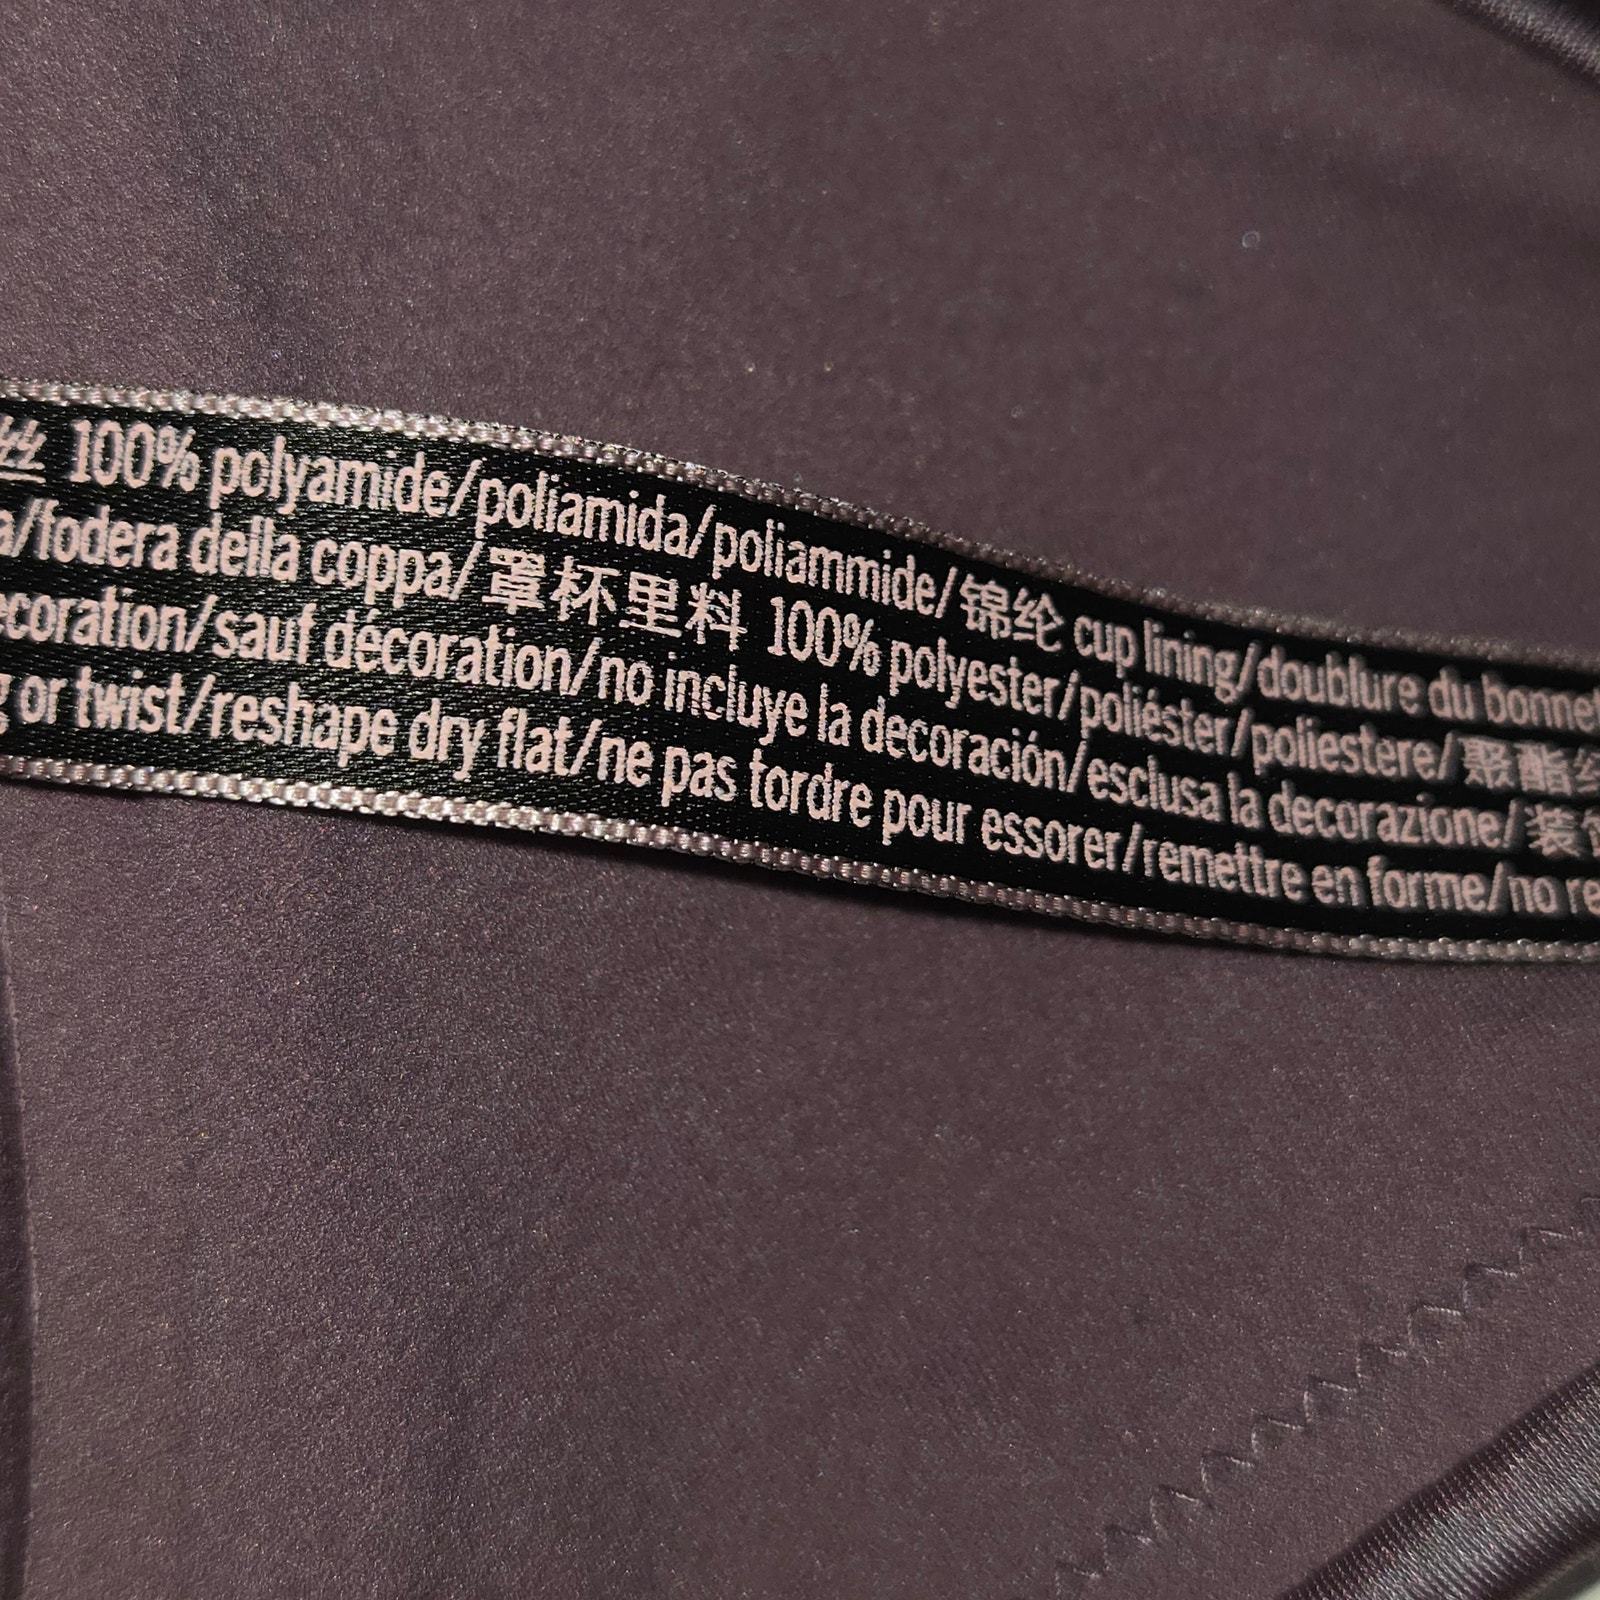 丝 100% polyamide/poliamida/poliammide/锦纶 cup lining/doublure du bonnet
a/fodera della coppa/罩杯里料 100% polyester/poliéster/poliestere/聚酯纤
ecoration/sauf décoration/no incluye la decoración/esclusa la decorazione/装饰
g or twist/reshape dry flat/ne pas tordre pour essorer/remettre en forme/no re